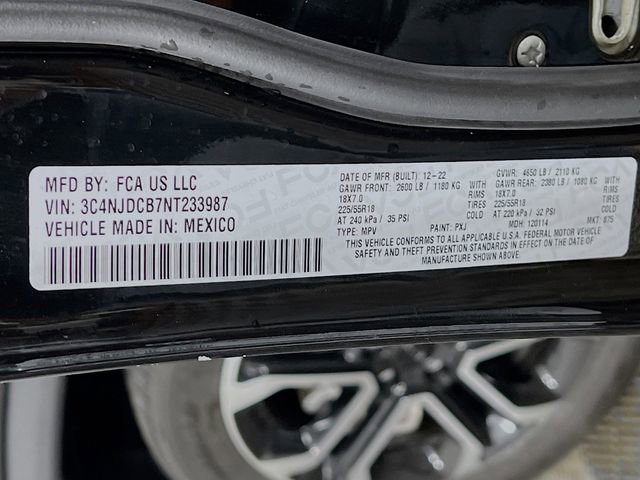 MFD BY: FCA US LLC
VIN: 3C4NJDCB7NT233987
VEHICLE MADE IN: MEXICO
DATE OF MFR (BUILT): 12-22 GVWR: 4650 LB / 2110 KG
GAWR FRONT: 2600 LB / 1180 KG WITH GAWR REAR: 2380 LB / 1080 KG WITH
18X7.0 RIMS 18X7.0 RIMS
225/55R18 TIRES 225/55R18 TIRES
AT 240 kPa / 35 PSI COLD AT 220 kPa / 32 PSI COLD
TYPE: MPV PAINT: PXJ MDH: 120114 MKT: 875
THIS VEHICLE CONFORMS TO ALL APPLICABLE U.S.A. FEDERAL MOTOR VEHICLE
SAFETY AND THEFT PREVENTION STANDARDS IN EFFECT ON THE DATE OF
MANUFACTURE SHOWN ABOVE.